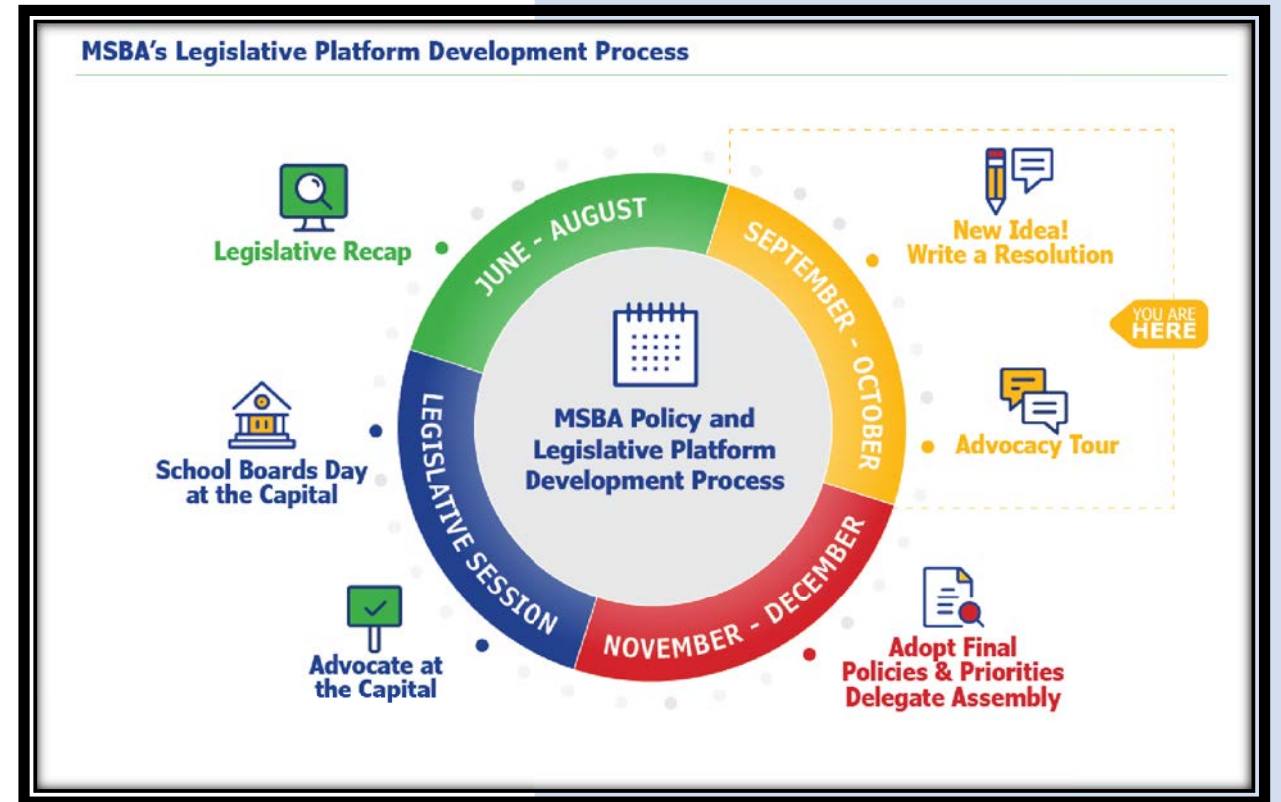 MSBA's Legislative Platform Development Process
JUNE - AUGUST
SEPTEMBER - OCTOBER
NOVEMBER - DECEMBER
LEGISLATIVE SESSION
MSBA Policy and
Legislative Platform
Development Process
New Idea!
Write a Resolution
YOU ARE
HERE
Advocacy Tour
Adopt Final
Policies & Priorities
Delegate Assembly
Advocate at
the Capital
School Boards Day
at the Capital
Legislative Recap